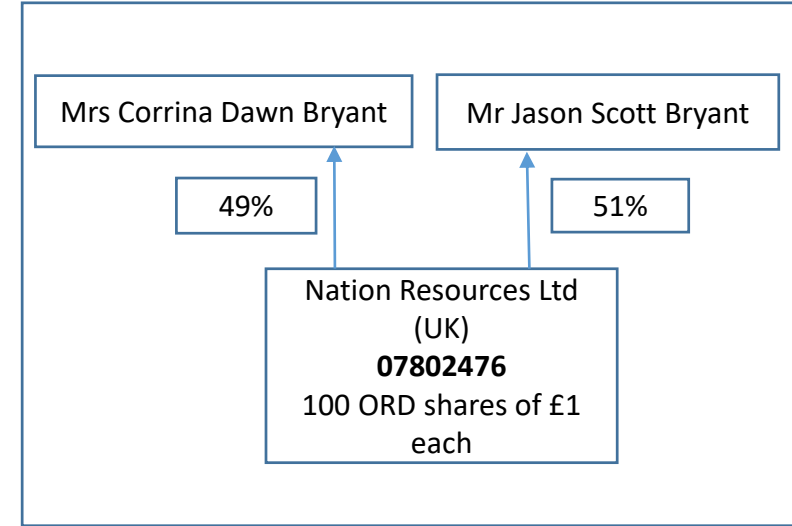 Mrs Corrina Dawn Bryant
Mr Jason Scott Bryant
49%
51%
Nation Resources Ltd
(UK)
07802476
100 ORD shares of £1
each